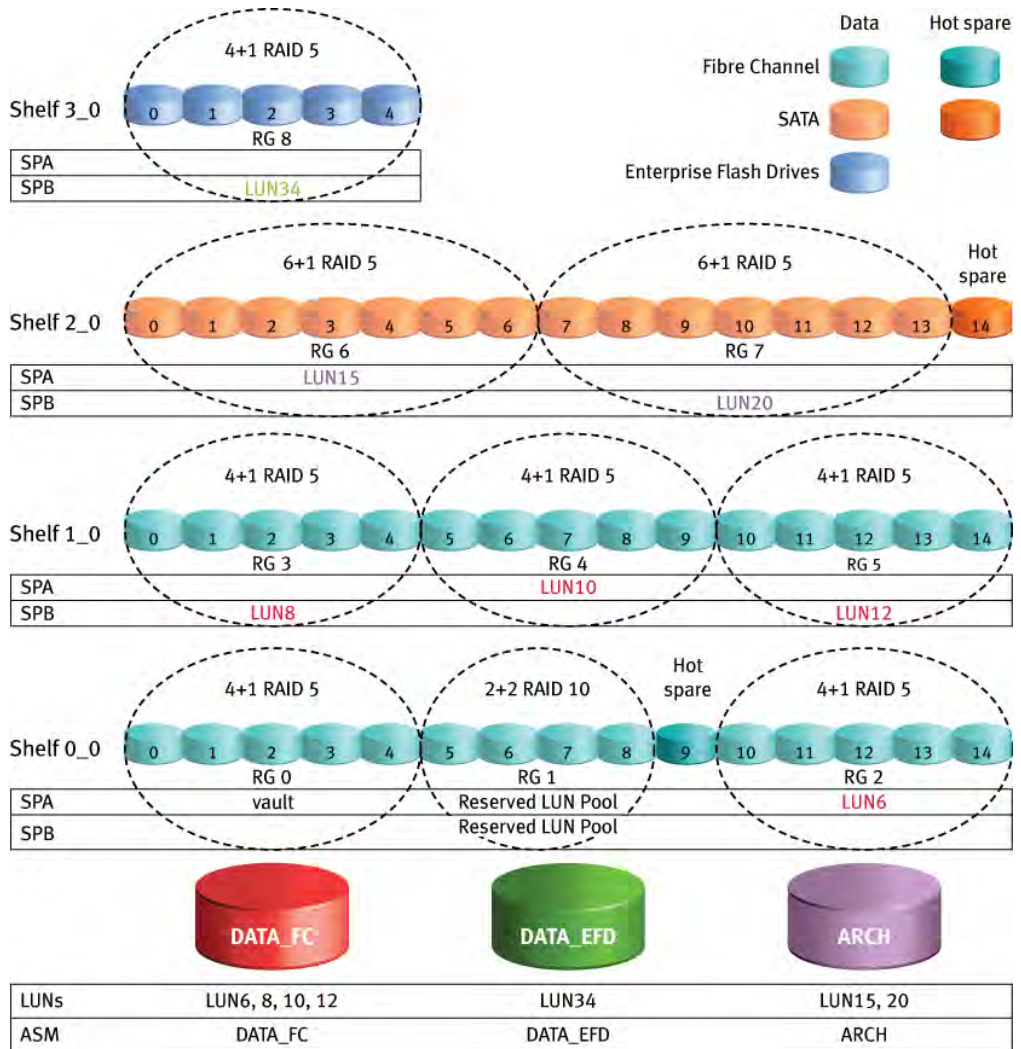 Data Hot spare
4+1 RAID 5
Fibre Channel
Shelf 3_0
0 1 2 3 4
SATA
RG 8
SPA
Enterprise Flash Drives
SPB LUN34
6+1 RAID 5 6+1 RAID 5 Hot spare
Shelf 2_0
0 1 2 3 4 5 6 7 8 9 10 11 12 13 14
RG 6 RG 7
SPA LUN15
SPB LUN20
4+1 RAID 5 4+1 RAID 5 4+1 RAID 5
Shelf 1_0
0 1 2 3 4 5 6 7 8 9 10 11 12 13 14
RG 3 RG 4 RG 5
SPA LUN10
SPB LUN8 LUN12
4+1 RAID 5 2+2 RAID 10 Hot spare 4+1 RAID 5
Shelf 0_0
0 1 2 3 4 5 6 7 8 9 10 11 12 13 14
RG 0 RG 1 RG 2
SPA vault Reserved LUN Pool LUN6
SPB Reserved LUN Pool
DATA_FC DATA_EFD ARCH
LUNs LUN6, 8, 10, 12 LUN34 LUN15, 20
ASM DATA_FC DATA_EFD ARCH